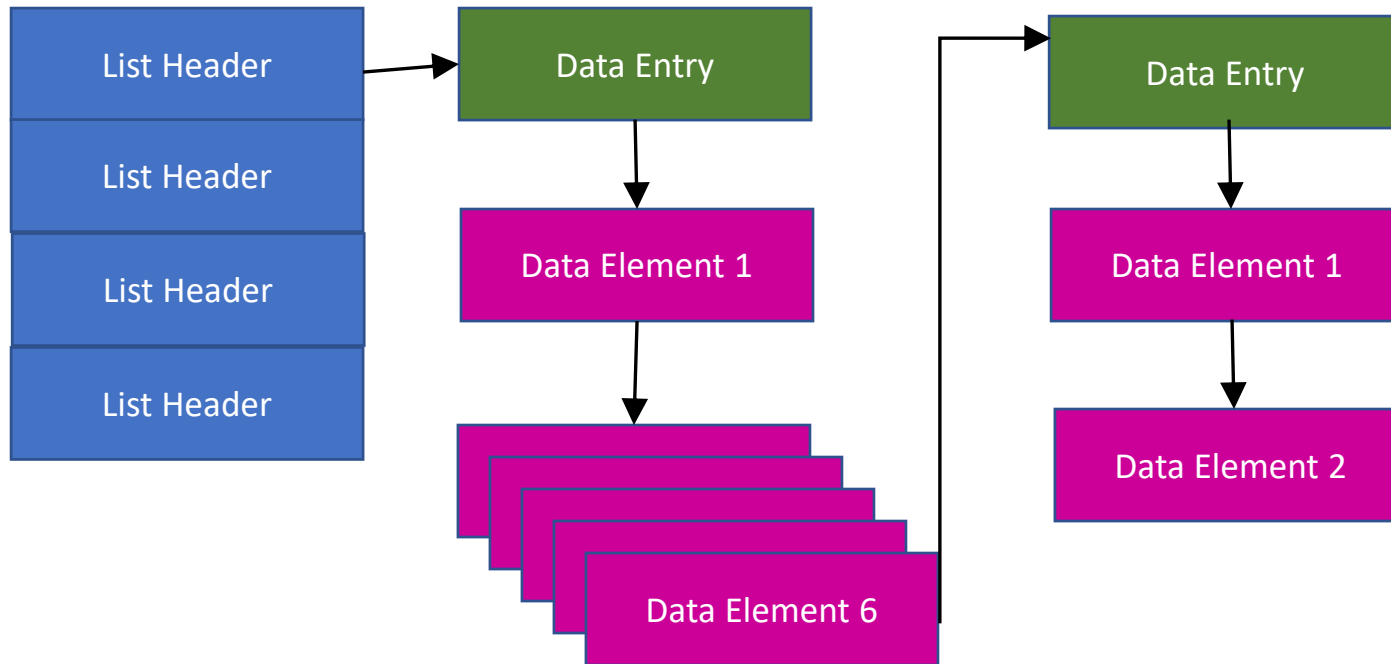 List Header
List Header
List Header
List Header
Data Entry
Data Element 1
Data Element 6
Data Entry
Data Element 1
Data Element 2